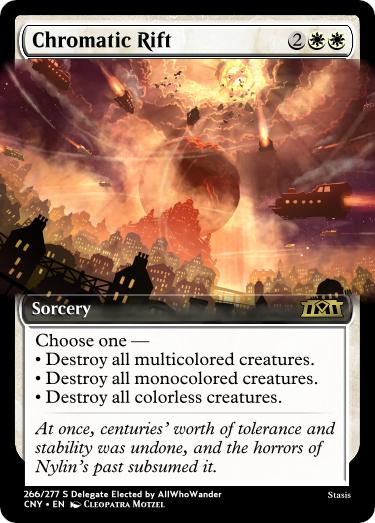 Chromatic Rift 2
Sorcery
Choose one —
• Destroy all multicolored creatures.
• Destroy all monocolored creatures.
• Destroy all colorless creatures.
At once, centuries' worth of tolerance and
stability was undone, and the horrors of
Nylin's past subsumed it.
266/277 S Delegate Elected by AllWhoWander
Stasis
CNY • EN Cleopatra Motzel